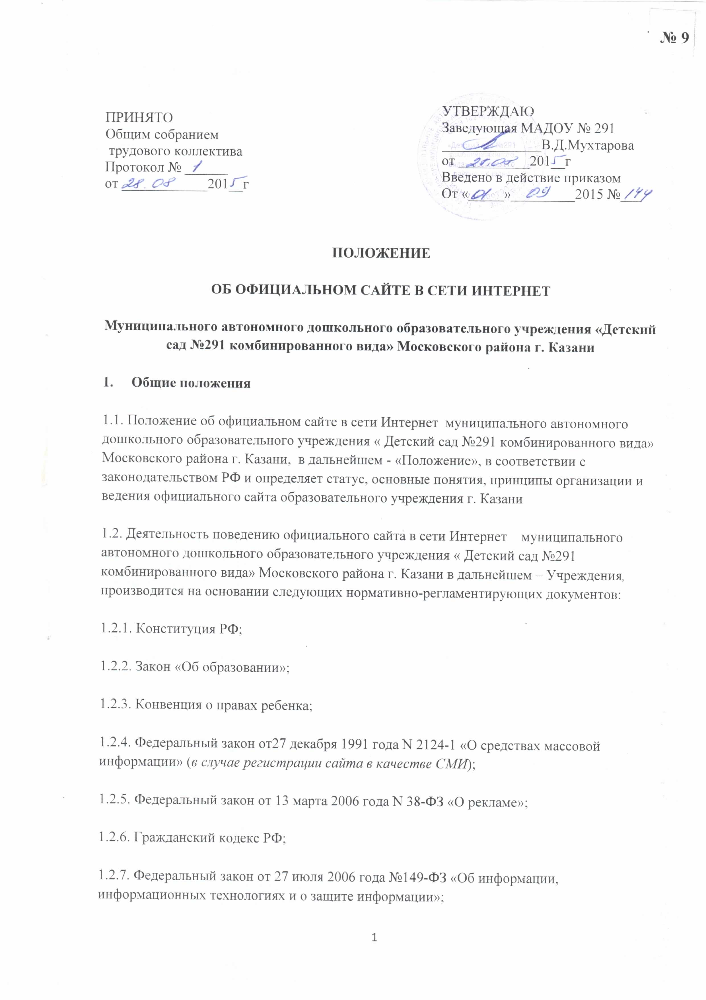 № 9
ПРИНЯТО
Общим собранием
трудового коллектива
Протокол № 1
от 28.08 2015 г
УТВЕРЖДАЮ
Заведующая МАДОУ № 291
В.Д.Мухтарова
от 2015 г
Введено в действие приказом
От «01» 09 2015 № 144
ПОЛОЖЕНИЕ
ОБ ОФИЦИАЛЬНОМ САЙТЕ В СЕТИ ИНТЕРНЕТ
Муниципального автономного дошкольного образовательного учреждения «Детский
сад №291 комбинированного вида» Московского района г. Казани
1. Общие положения
1.1. Положение об официальном сайте в сети Интернет муниципального автономного
дошкольного образовательного учреждения « Детский сад №291 комбинированного вида»
Московского района г. Казани, в дальнейшем - «Положение», в соответствии с
законодательством РФ и определяет статус, основные понятия, принципы организации и
ведения официального сайта образовательного учреждения г. Казани
1.2. Деятельность поведению официального сайта в сети Интернет муниципального
автономного дошкольного образовательного учреждения « Детский сад №291
комбинированного вида» Московского района г. Казани в дальнейшем – Учреждения,
производится на основании следующих нормативно-регламентирующих документов:
1.2.1. Конституция РФ;
1.2.2. Закон «Об образовании»;
1.2.3. Конвенция о правах ребенка;
1.2.4. Федеральный закон от27 декабря 1991 года N 2124-1 «О средствах массовой
информации» (в случае регистрации сайта в качестве СМИ);
1.2.5. Федеральный закон от 13 марта 2006 года N 38-ФЗ «О рекламе»;
1.2.6. Гражданский кодекс РФ;
1.2.7. Федеральный закон от 27 июля 2006 года №149-ФЗ «Об информации,
информационных технологиях и о защите информации»;
1